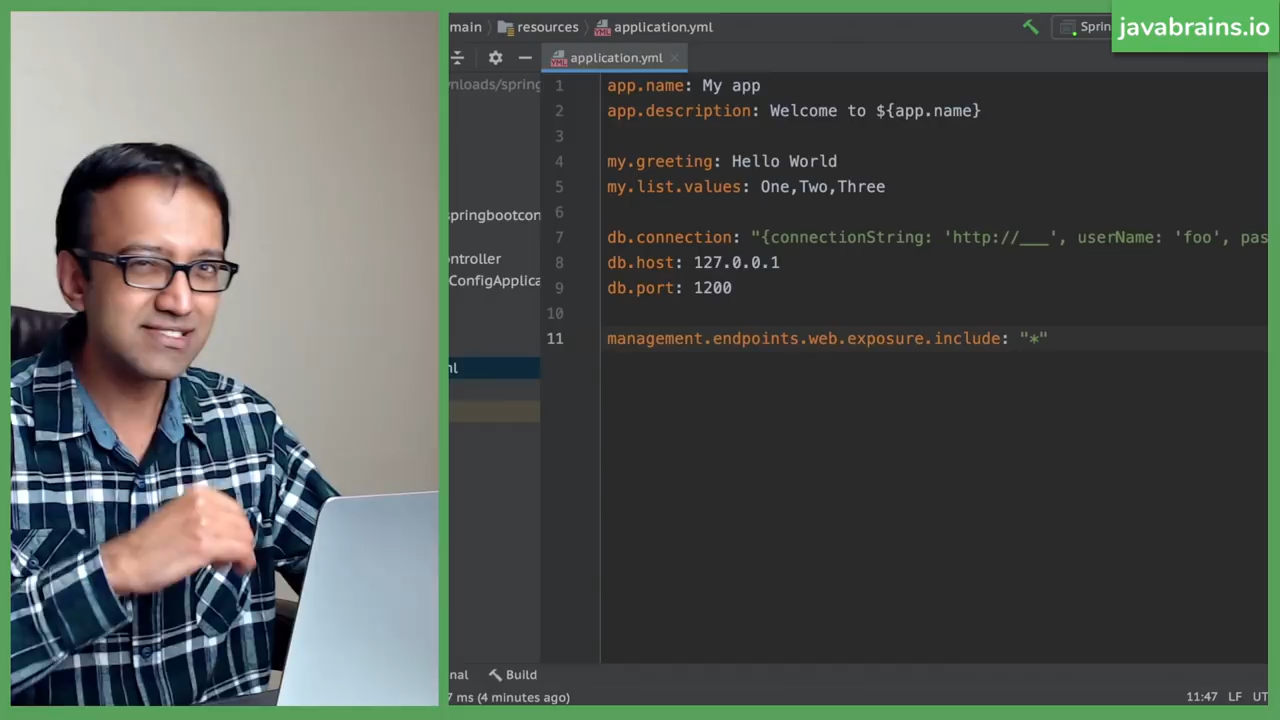 main
resources
application.yml
Sprin
javabrains.io
application.yml
wnloads/spring
1 app.name: My app
2 app.description: Welcome to ${app.name}
3
4 my.greeting: Hello World
5 my.list.values: One,Two,Three
6
springbootcon
7 db.connection: "{connectionString: 'http://___', userName: 'foo', pas
ontroller
8 db.host: 127.0.0.1
ConfigApplica
9 db.port: 1200
10
11 management.endpoints.web.exposure.include: "*"
ml
nal
Build
7 ms (4 minutes ago)
11:47 LF UT